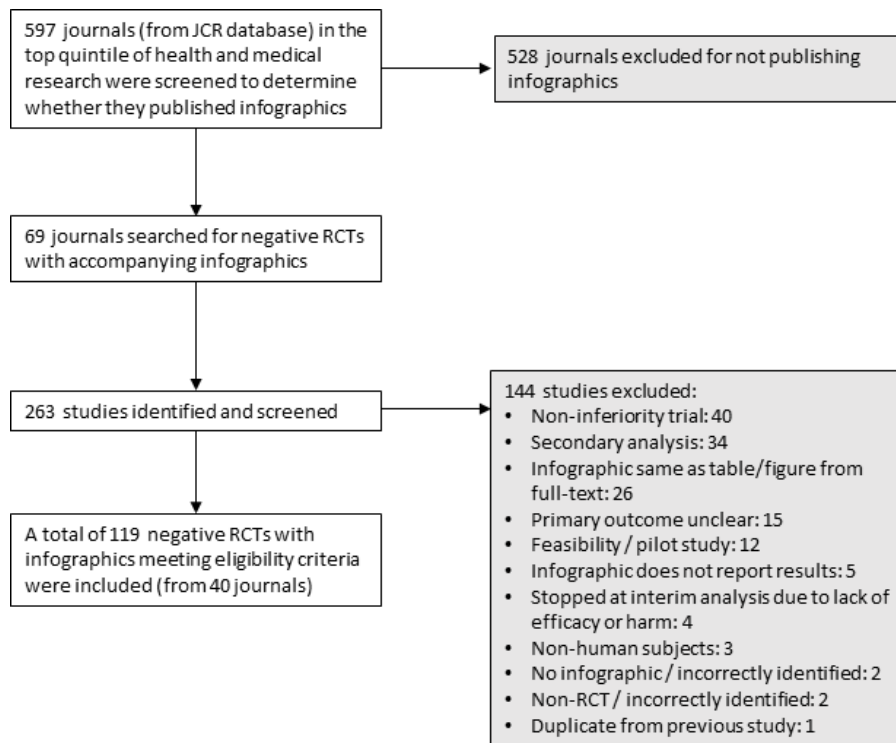 597 journals (from JCR database) in the
top quintile of health and medical
research were screened to determine
whether they published infographics
528 journals excluded for not publishing
infographics
69 journals searched for negative RCTs
with accompanying infographics
263 studies identified and screened
144 studies excluded:
• Non-inferiority trial: 40
• Secondary analysis: 34
• Infographic same as table/figure from
full-text: 26
• Primary outcome unclear: 15
• Feasibility / pilot study: 12
• Infographic does not report results: 5
• Stopped at interim analysis due to lack of
efficacy or harm: 4
• Non-human subjects: 3
• No infographic / incorrectly identified: 2
• Non-RCT / incorrectly identified: 2
• Duplicate from previous study: 1
A total of 119 negative RCTs with
infographics meeting eligibility criteria
were included (from 40 journals)